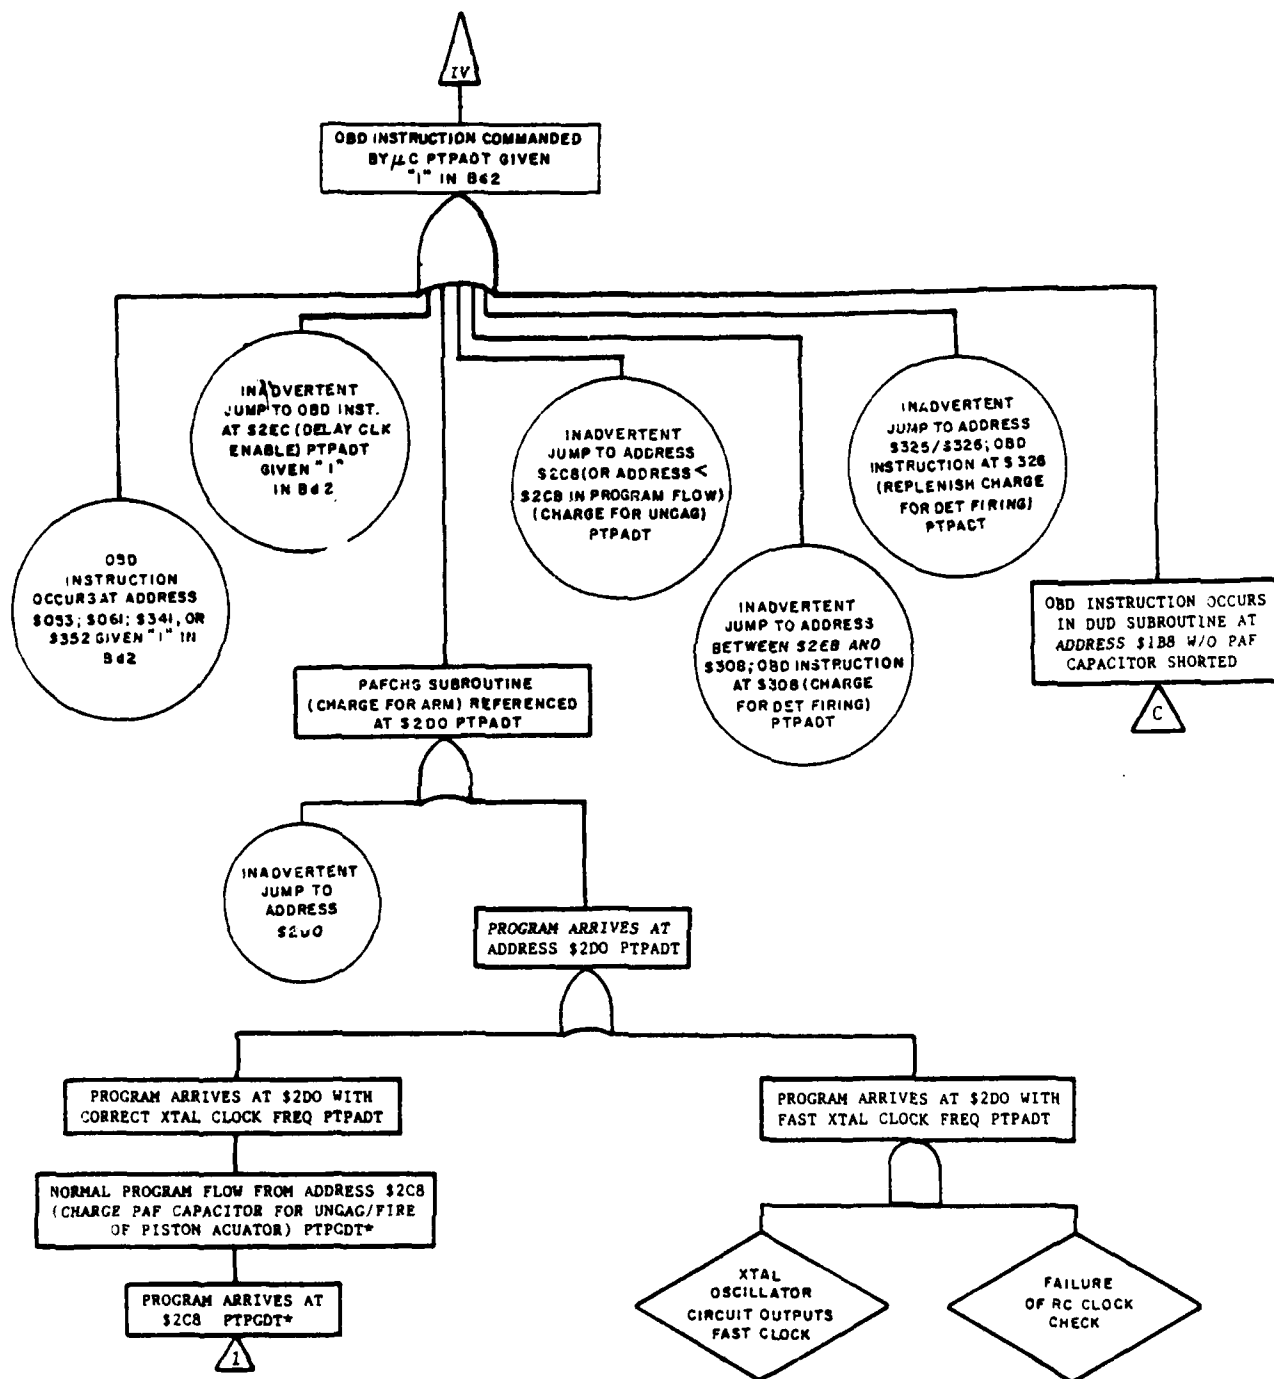 IV
OBD INSTRUCTION COMMANDED
BY μC PTPADT GIVEN
"1" IN B62
INADVERTENT
JUMP TO OBD INST.
AT $2EC (DELAY CLK
ENABLE) PTPADT
GIVEN "1"
IN B62
INADVERTENT
JUMP TO ADDRESS
$2C8 (OR ADDRESS <
$2C8 IN PROGRAM FLOW)
(CHARGE FOR UNGAG)
PTPADT
INADVERTENT
JUMP TO ADDRESS
$325/$326; OBD
INSTRUCTION AT $326
(REPLENISH CHARGE
FOR DET FIRING)
PTPACT
OBD
INSTRUCTION
OCCURS AT ADDRESS
$053; $061; $341, OR
$352 GIVEN "1" IN
B62
INADVERTENT
JUMP TO ADDRESS
BETWEEN $2E8 AND
$308; OBD INSTRUCTION
AT $308 (CHARGE
FOR DET FIRING)
PTPADT
OBD INSTRUCTION OCCURS
IN DUD SUBROUTINE AT
ADDRESS $1B8 W/O PAF
CAPACITOR SHORTED
C
PAFCHG SUBROUTINE
(CHARGE FOR ARM) REFERENCED
AT $2D0 PTPADT
INADVERTENT
JUMP TO
ADDRESS
$2D0
PROGRAM ARRIVES AT
ADDRESS $2D0 PTPADT
PROGRAM ARRIVES AT $2D0 WITH
CORRECT XTAL CLOCK FREQ PTPADT
PROGRAM ARRIVES AT $2D0 WITH
FAST XTAL CLOCK FREQ PTPADT
NORMAL PROGRAM FLOW FROM ADDRESS $2C8
(CHARGE PAF CAPACITOR FOR UNGAG/FIRE
OF PISTON AGUATOR) PTPGDT*
PROGRAM ARRIVES AT
$2C8 PTPGDT*
1
XTAL
OSCILLATOR
CIRCUIT OUTPUTS
FAST CLOCK
FAILURE
OF RC CLOCK
CHECK